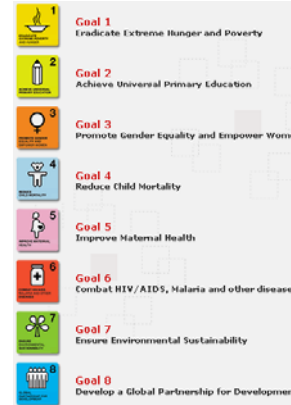 1
Goal 1
Eradicate Extreme Hunger and Poverty
2
Goal 2
Achieve Universal Primary Education
3
Goal 3
Promote Gender Equality and Empower Wom
4
Goal 4
Reduce Child Mortality
5
Goal 5
Improve Maternal Health
6
Goal 6
Combat HIV/AIDS, Malaria and other disease
7
Goal 7
Ensure Environmental Sustainability
8
Goal 8
Develop a Global Partnership for Developmen